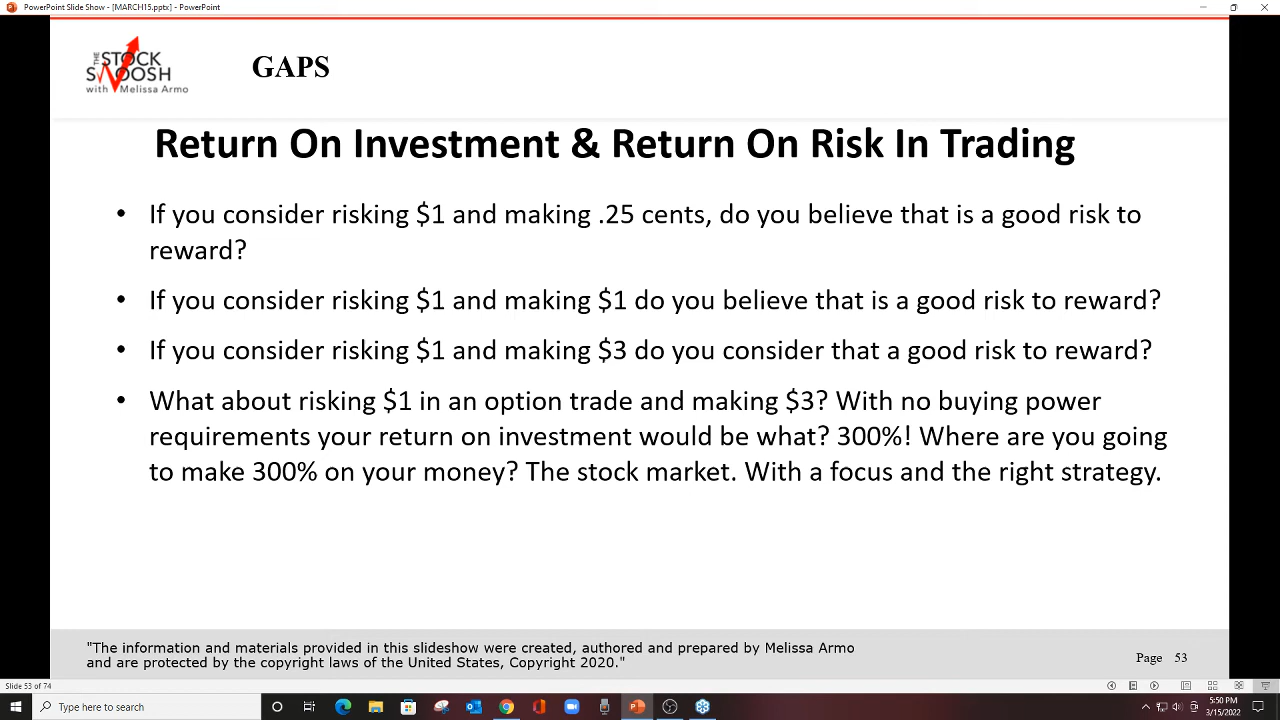 PowerPoint Slide Show - [MARCH15.pptx] - PowerPoint
THE
STOCK
SWOOSH
with Melissa Armo
GAPS
Return On Investment & Return On Risk In Trading
• If you consider risking $1 and making .25 cents, do you believe that is a good risk to
reward?
• If you consider risking $1 and making $1 do you believe that is a good risk to reward?
• If you consider risking $1 and making $3 do you consider that a good risk to reward?
• What about risking $1 in an option trade and making $3? With no buying power
requirements your return on investment would be what? 300%! Where are you going
to make 300% on your money? The stock market. With a focus and the right strategy.
"The information and materials provided in this slideshow were created, authored and prepared by Melissa Armo
and are protected by the copyright laws of the United States, Copyright 2020."
Page 53
Slide 53 of 74
Type here to search
5:50 PM
3/15/2022